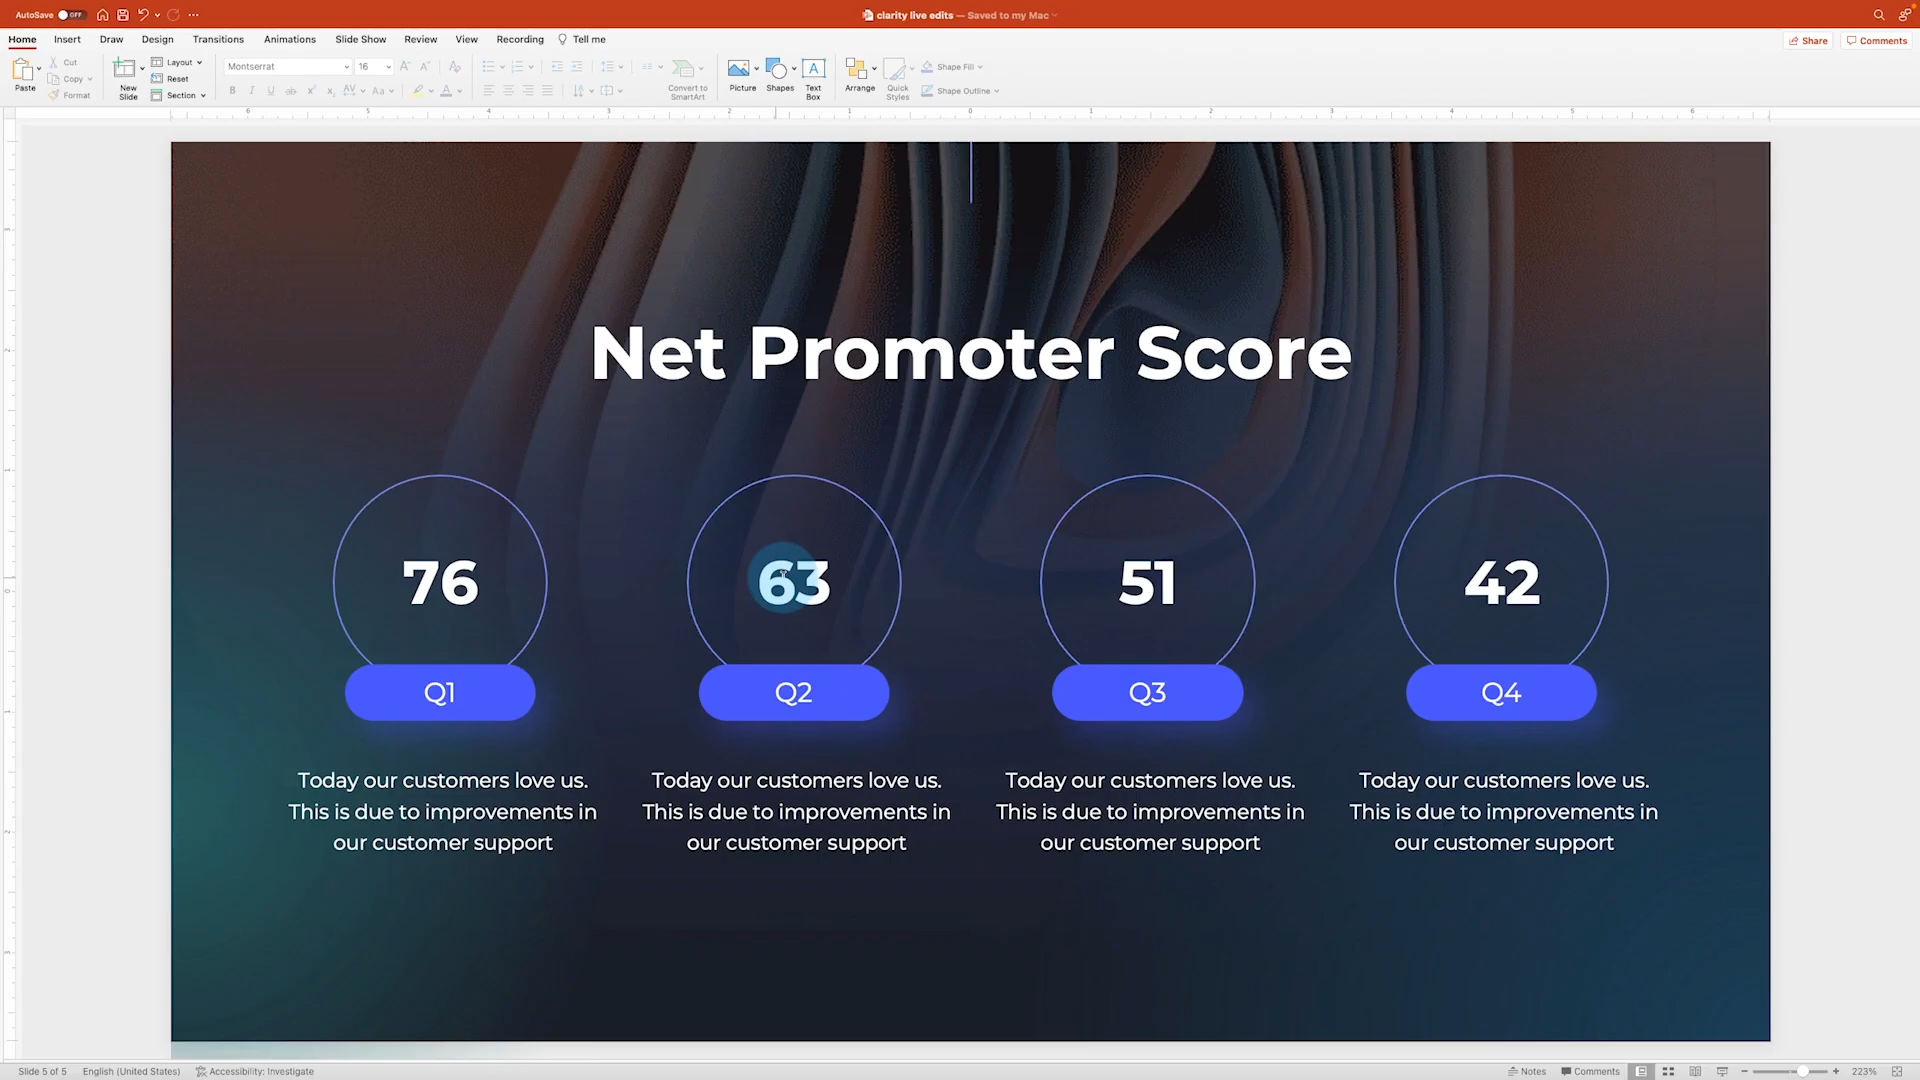 AutoSave OFF
clarity live edits — Saved to my Mac
Home Insert Draw Design Transitions Animations Slide Show Review View Recording Tell me
Share Comments
Paste
Cut
Copy
Format
New Slide
Layout
Reset
Section
Montserrat 16
Convert to SmartArt
Picture
Shapes
Text Box
Arrange
Quick Styles
Shape Fill
Shape Outline
Net Promoter Score
76 63 51 42
Q1 Q2 Q3 Q4
Today our customers love us.
This is due to improvements in
our customer support
Today our customers love us.
This is due to improvements in
our customer support
Today our customers love us.
This is due to improvements in
our customer support
Today our customers love us.
This is due to improvements in
our customer support
Slide 5 of 5 English (United States) Accessibility: Investigate
Notes Comments 223%